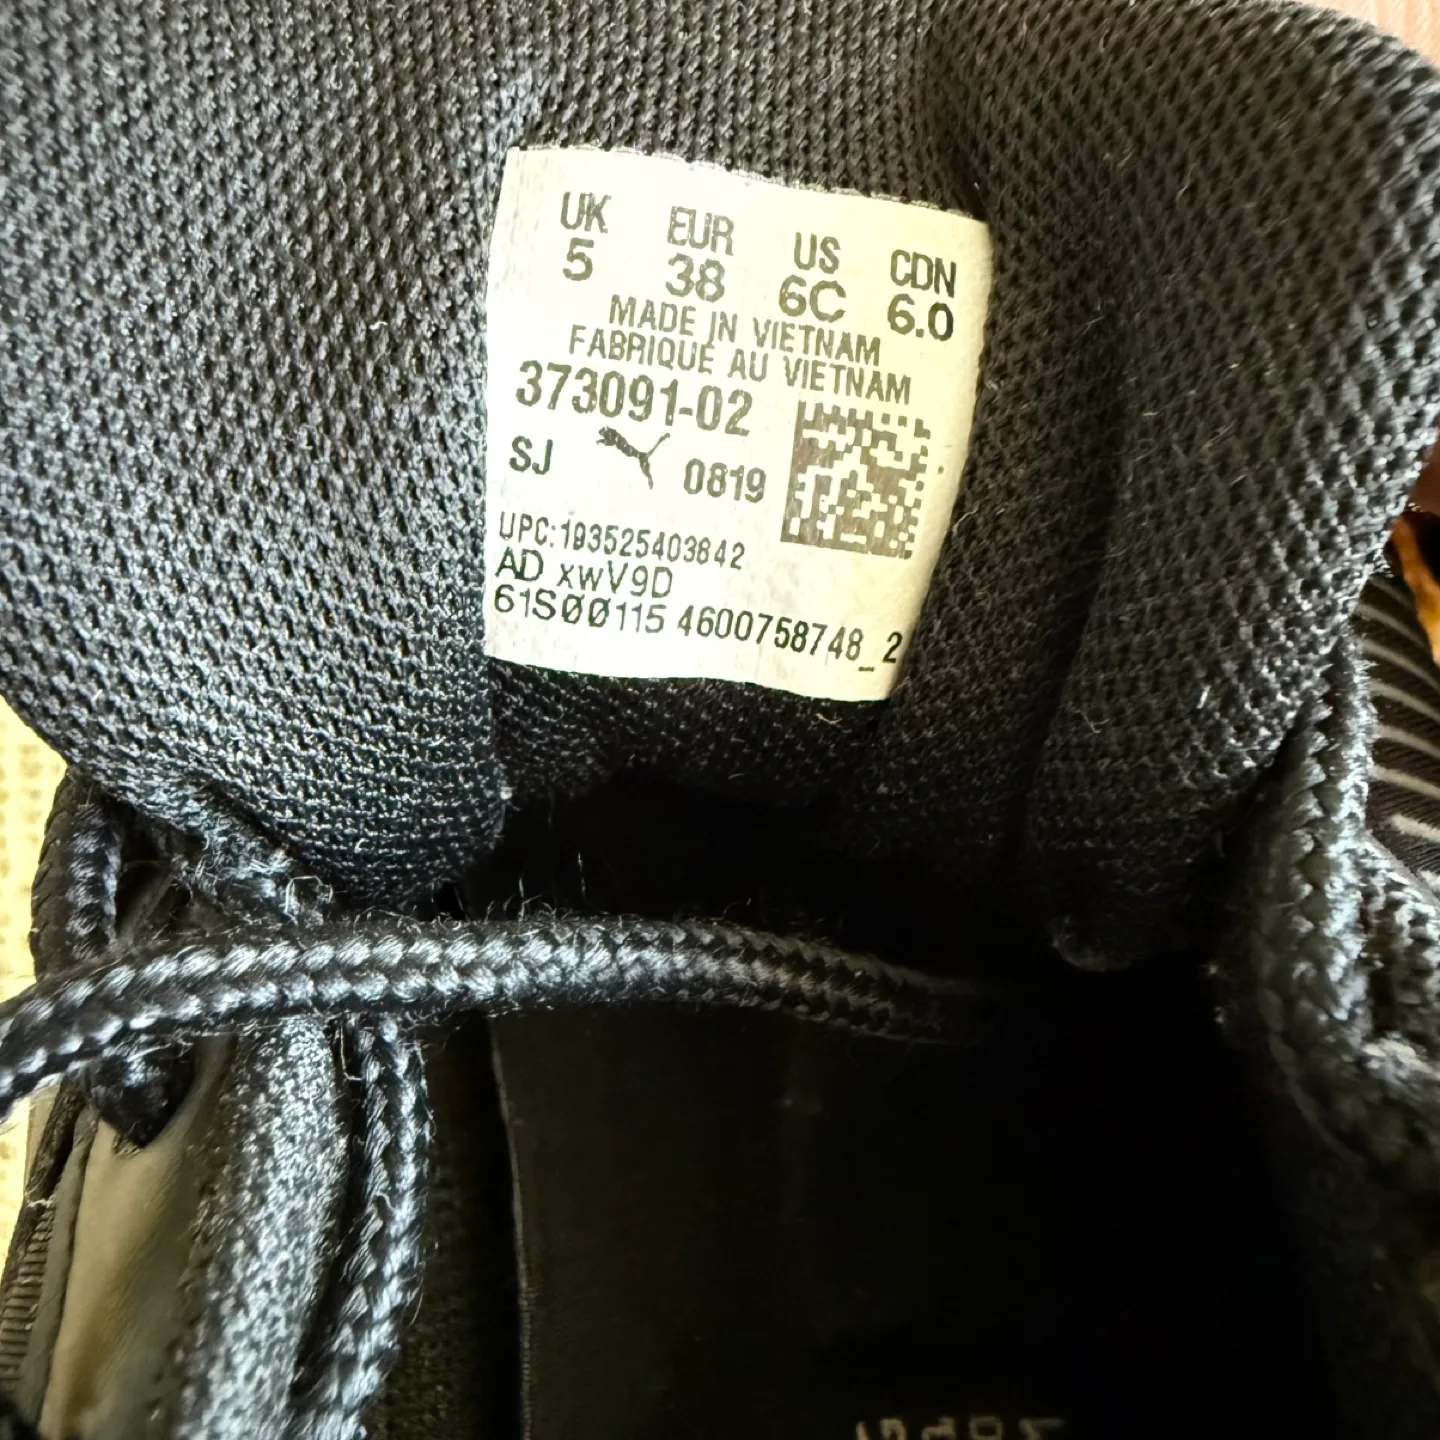 UK EUR US CDN
5 38 6C 6.0
MADE IN VIETNAM
FABRIQUE AU VIETNAM
373091-02
SJ 0819
UPC:193525403842
AD xwV9D
61S00115 4600758748_2